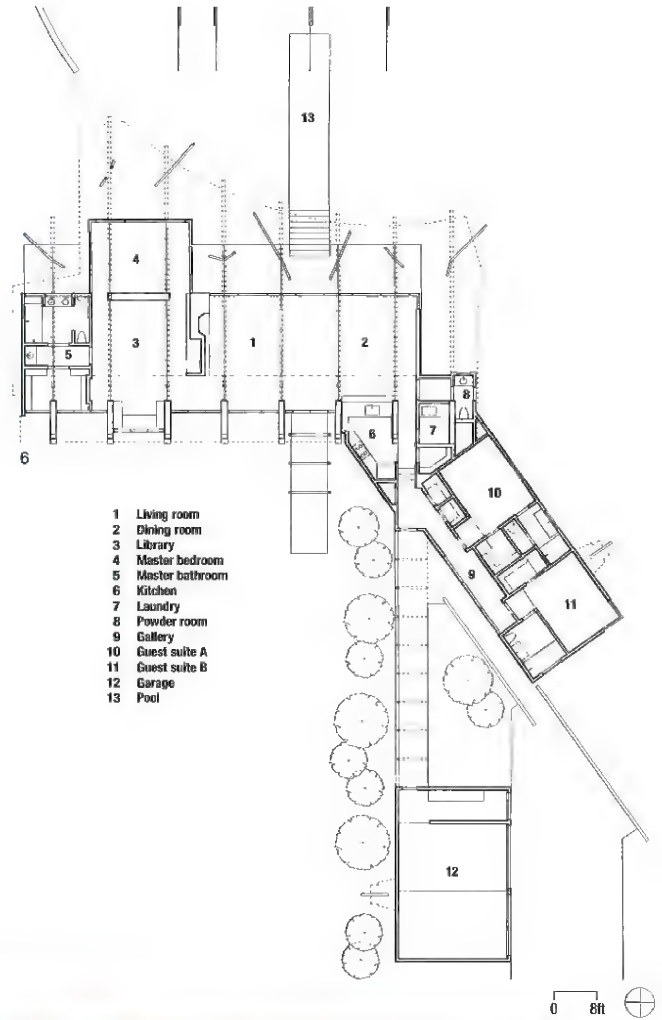 13
4
3
1
2
5
8
6
7
6
10
9
11
12
1 Living room
2 Dining room
3 Library
4 Master bedroom
5 Master bathroom
6 Kitchen
7 Laundry
8 Powder room
9 Gallery
10 Guest suite A
11 Guest suite B
12 Garage
13 Pool
0 8ft